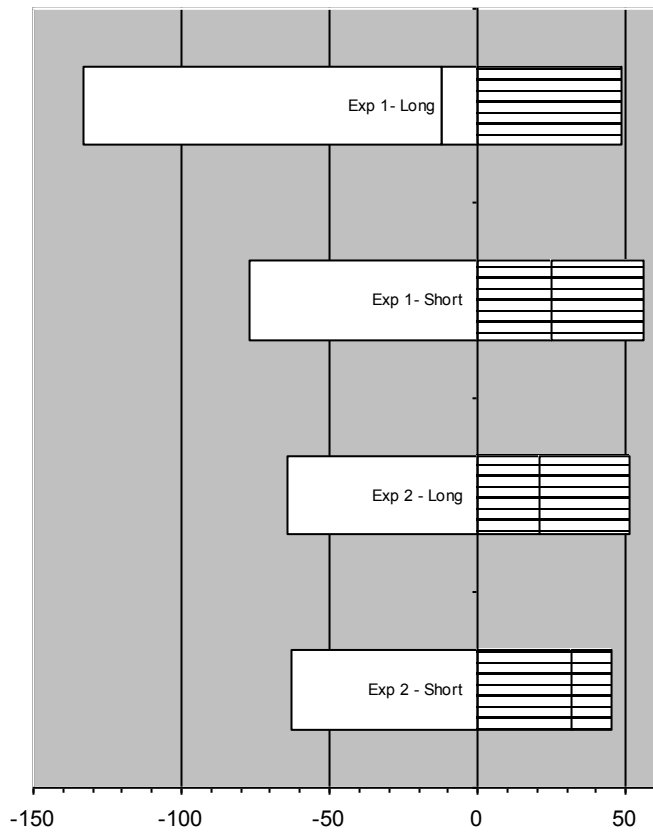 Exp 1- Long
Exp 1- Short
Exp 2 - Long
Exp 2 - Short
-150 -100 -50 0 50